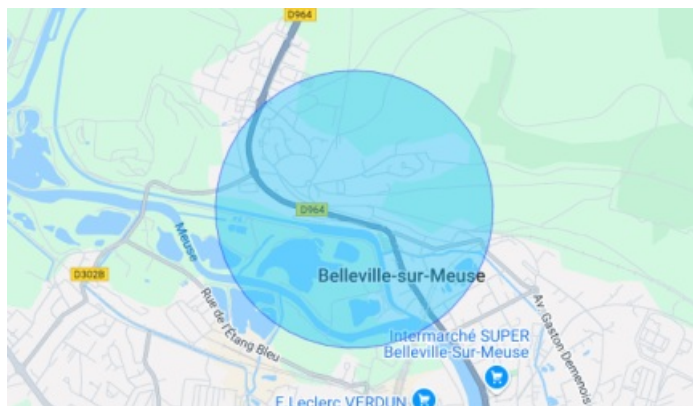 D964
D964
Meuse
Belleville-sur-Meuse
D302B
Rue de l'Étang Bleu
Av. Gaston Demenois
Intermarché SUPER
Belleville-Sur-Meuse
E.Leclerc VERDUN